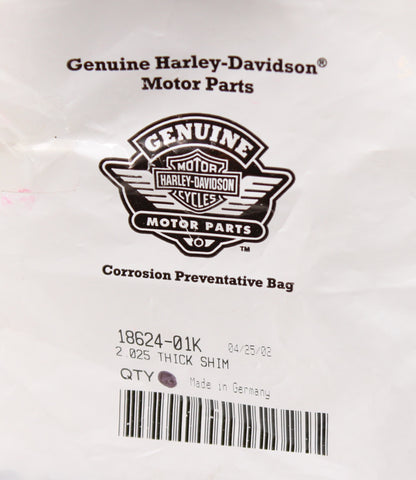 Genuine Harley-Davidson®
Motor Parts
GENUINE
MOTOR
HARLEY-DAVIDSON
CYCLES
MOTOR PARTS
TM
Corrosion Preventative Bag
18624-01K 04/25/02
2.025 THICK SHIM
QTY Made in Germany